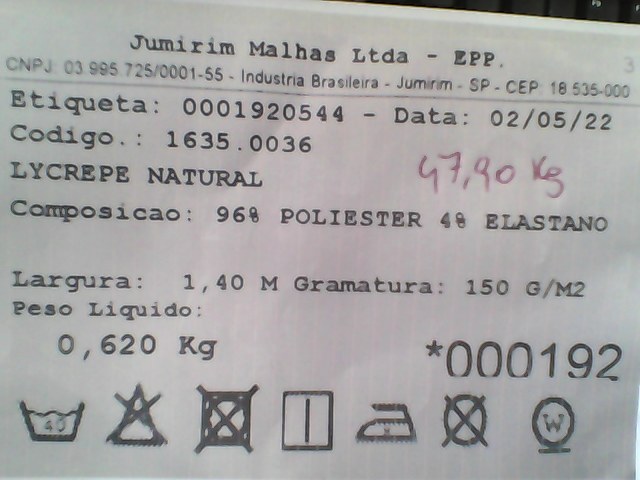 3
Jumirim Malhas Ltda - EPP.
CNPJ: 03.995.725/0001-55 - Industria Brasileira - Jumirim - SP - CEP: 18.535-000
Etiqueta: 0001920544 - Data: 02/05/22
Codigo.: 1635.0036
47,90 Kg
LYCREPE NATURAL
Composicao: 96% POLIESTER 4% ELASTANO
Largura: 1,40 M Gramatura: 150 G/M2
Peso Liquido:
0,620 Kg
*000192
40
W